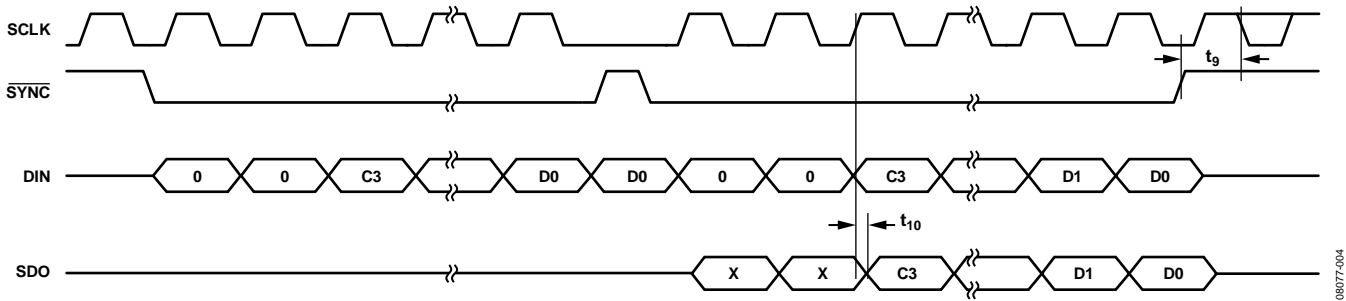 SCLK
t9
SYNC
DIN 0 0 C3 D0 D0 0 0 C3 D1 D0
t10
SDO X X C3 D1 D0
08077-004